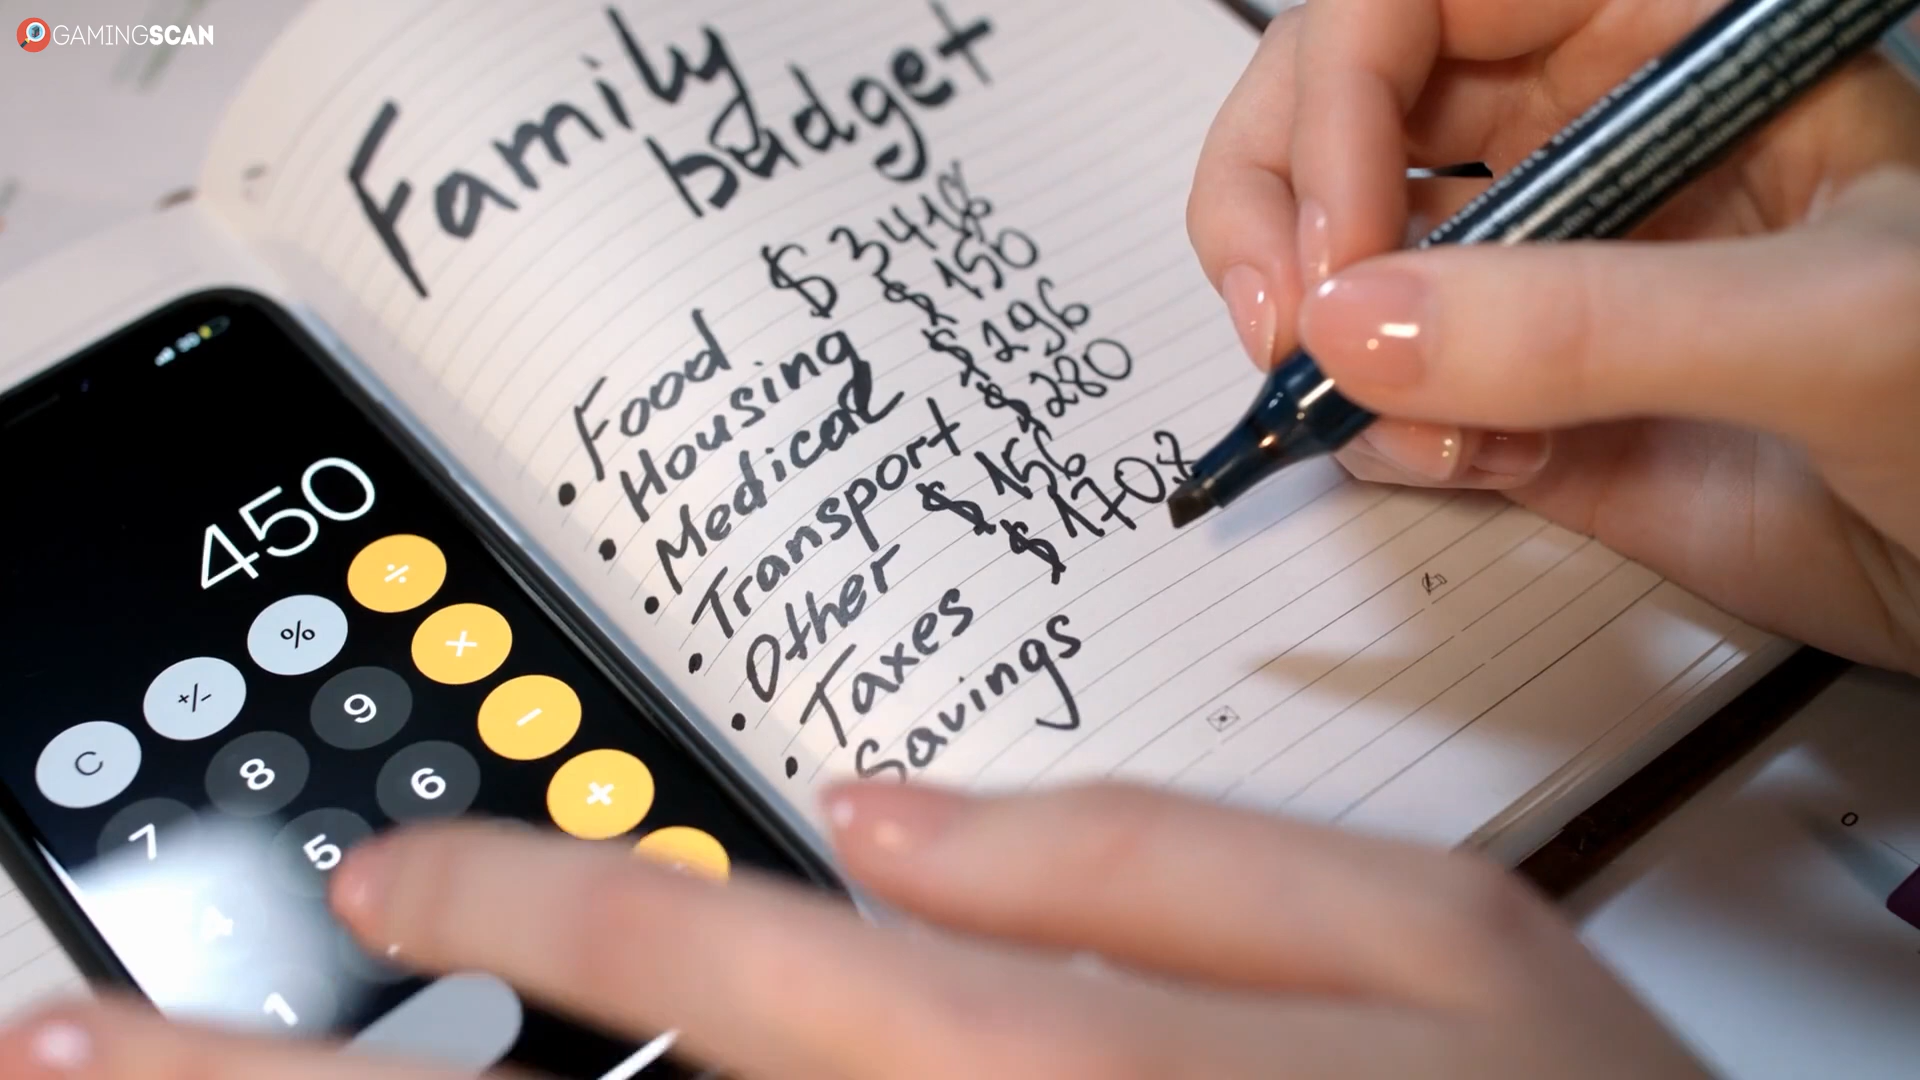 GAMINGSCAN
Family
budget
Food $ 3418
Housing $ 150
Medical $ 296
Transport $ 280
Other $ 156
Taxes $ 1708
Savings
450
÷
% ×
+/- 9 −
C 8 6 +
7 5
4
1